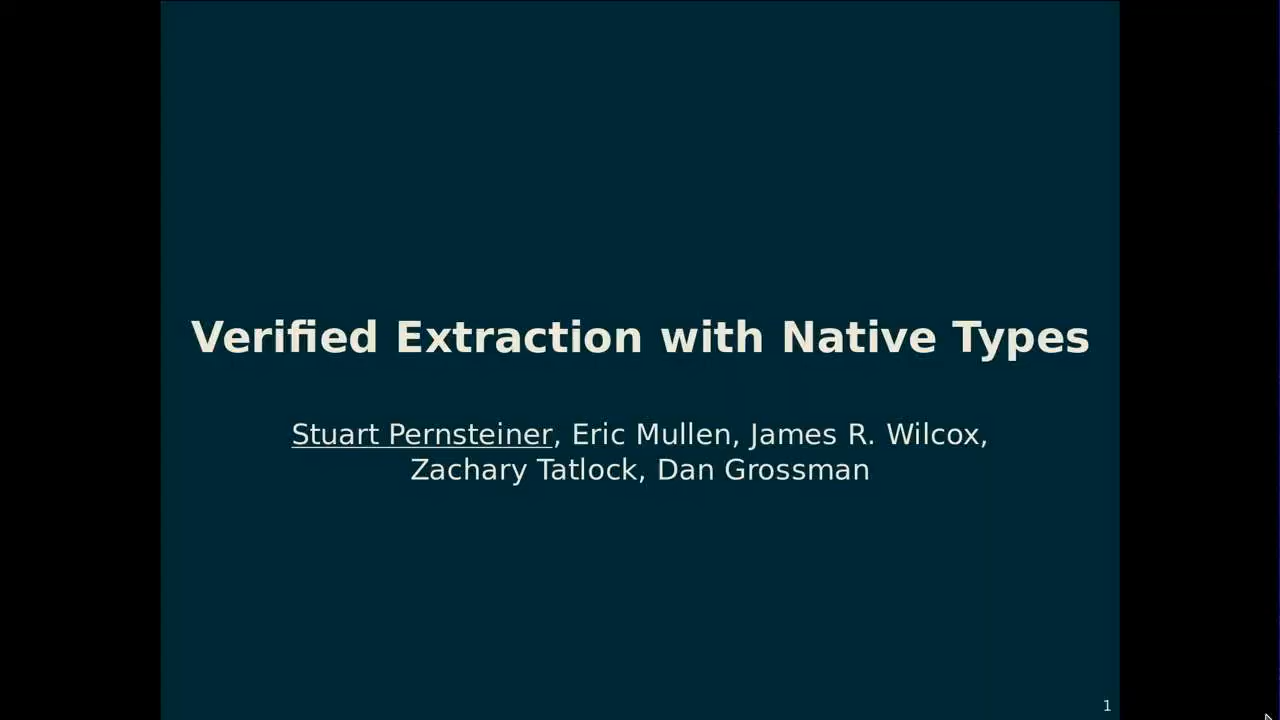 Verified Extraction with Native Types
Stuart Pernsteiner, Eric Mullen, James R. Wilcox,
Zachary Tatlock, Dan Grossman
1